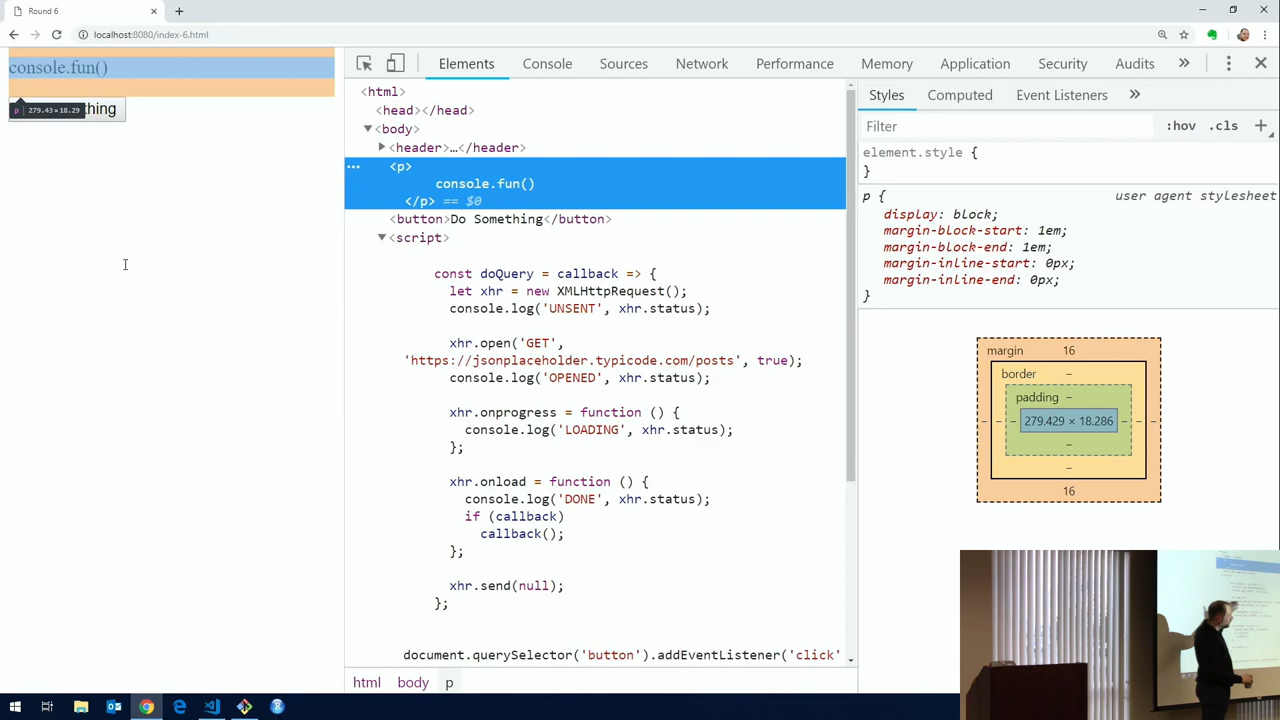 Round 6
localhost:8080/index-6.html
console.fun()
p 279.43×18.29
thing
Elements Console Sources Network Performance Memory Application Security Audits »
<html>
<head></head>
<body>
<header>…</header>
<p>
console.fun()
</p> == $0
<button>Do Something</button>
<script>
const doQuery = callback => {
let xhr = new XMLHttpRequest();
console.log('UNSENT', xhr.status);
xhr.open('GET',
'https://jsonplaceholder.typicode.com/posts', true);
console.log('OPENED', xhr.status);
xhr.onprogress = function () {
console.log('LOADING', xhr.status);
};
xhr.onload = function () {
console.log('DONE', xhr.status);
if (callback)
callback();
};
xhr.send(null);
};
document.querySelector('button').addEventListener('click'
html body p
Styles Computed Event Listeners »
Filter :hov .cls +
element.style {
}
p { user agent stylesheet
display: block;
margin-block-start: 1em;
margin-block-end: 1em;
margin-inline-start: 0px;
margin-inline-end: 0px;
}
margin 16
border –
padding –
– – – 279.429 × 18.286 – – –
–
–
16